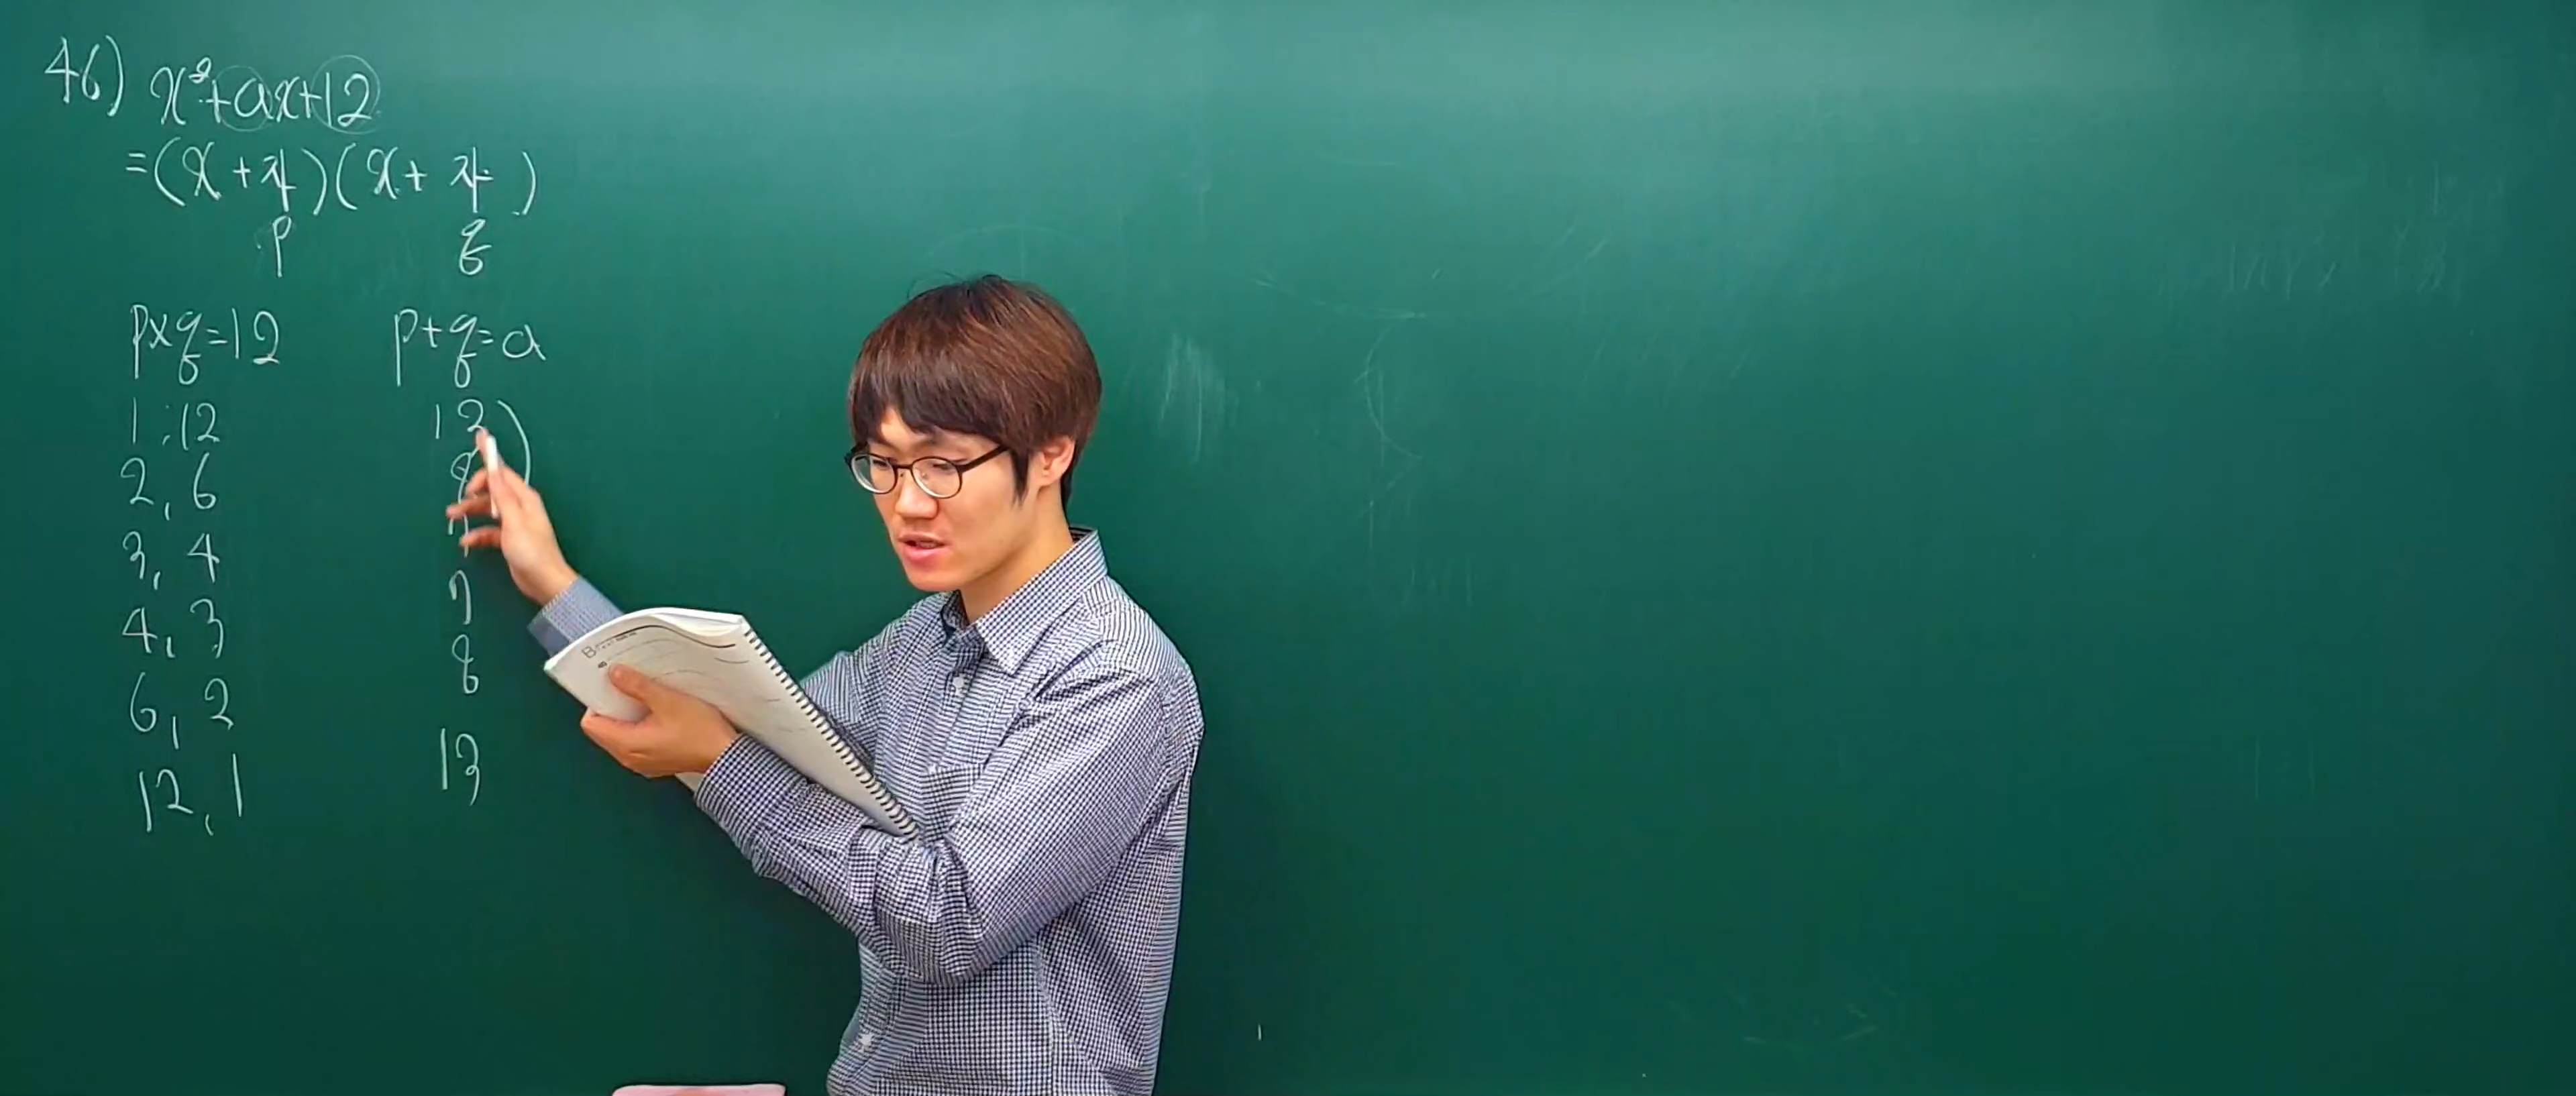 46) x²+ax+12
=(x+자)(x+자)
p q
p×q=12 p+q=a
1,12 13
2,6 8
3,4 7
4,3 7
6,2 8
12,1 13